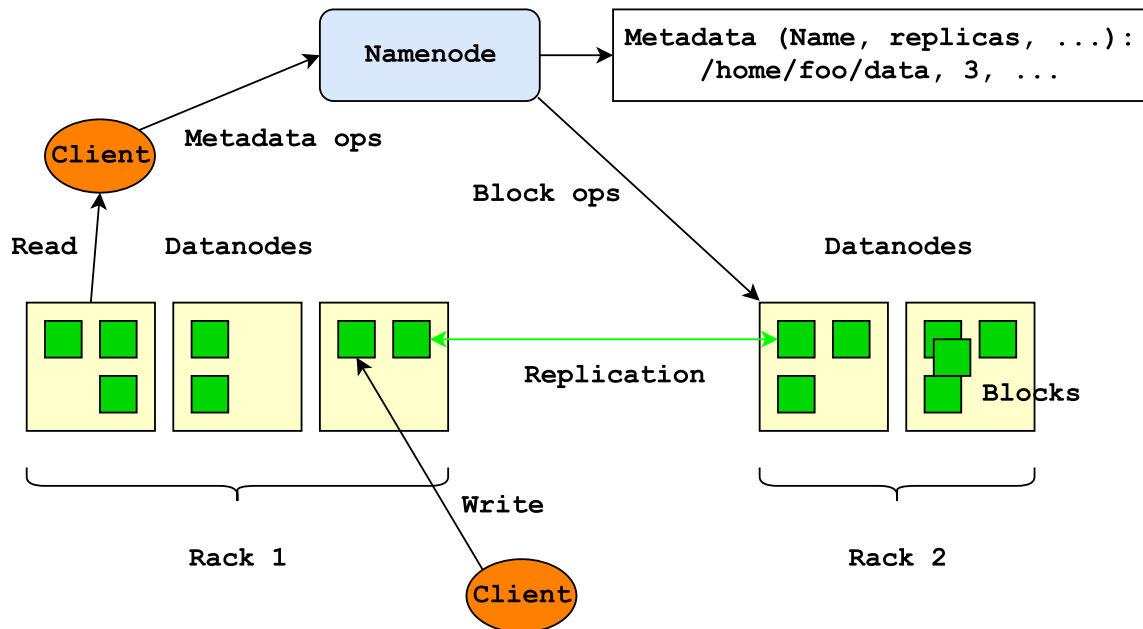 Namenode
Metadata (Name, replicas, ...):
/home/foo/data, 3, ...
Client
Metadata ops
Block ops
Read
Datanodes
Datanodes
Replication
Blocks
Write
Rack 1
Rack 2
Client